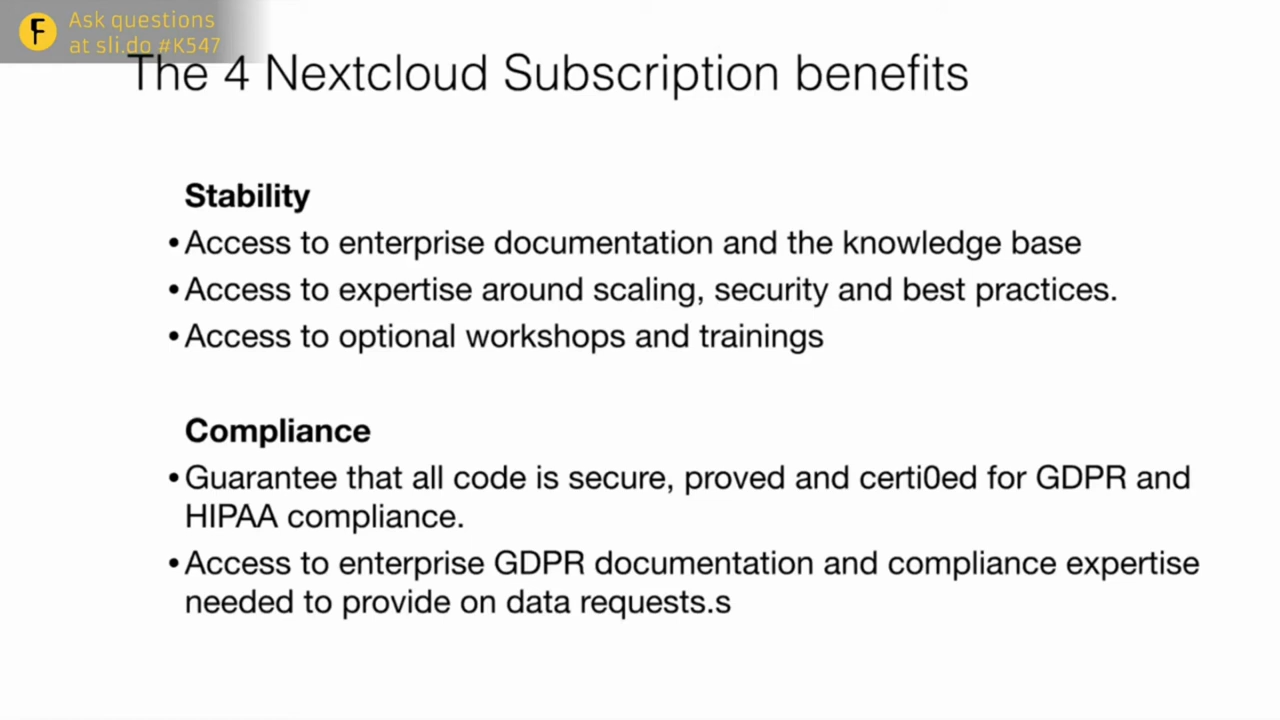 F
Ask questions
at sli.do #K547
The 4 Nextcloud Subscription benefits
Stability
•Access to enterprise documentation and the knowledge base
•Access to expertise around scaling, security and best practices.
•Access to optional workshops and trainings
Compliance
•Guarantee that all code is secure, proved and certi0ed for GDPR and
HIPAA compliance.
•Access to enterprise GDPR documentation and compliance expertise
needed to provide on data requests.s